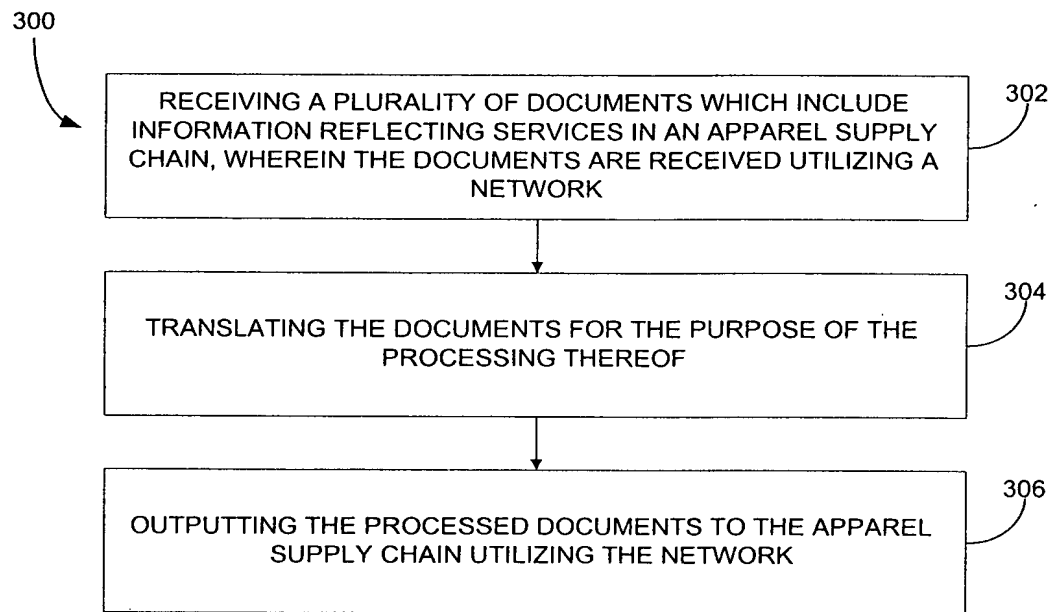 300
RECEIVING A PLURALITY OF DOCUMENTS WHICH INCLUDE
INFORMATION REFLECTING SERVICES IN AN APPAREL SUPPLY
CHAIN, WHEREIN THE DOCUMENTS ARE RECEIVED UTILIZING A
NETWORK
302
TRANSLATING THE DOCUMENTS FOR THE PURPOSE OF THE
PROCESSING THEREOF
304
OUTPUTTING THE PROCESSED DOCUMENTS TO THE APPAREL
SUPPLY CHAIN UTILIZING THE NETWORK
306